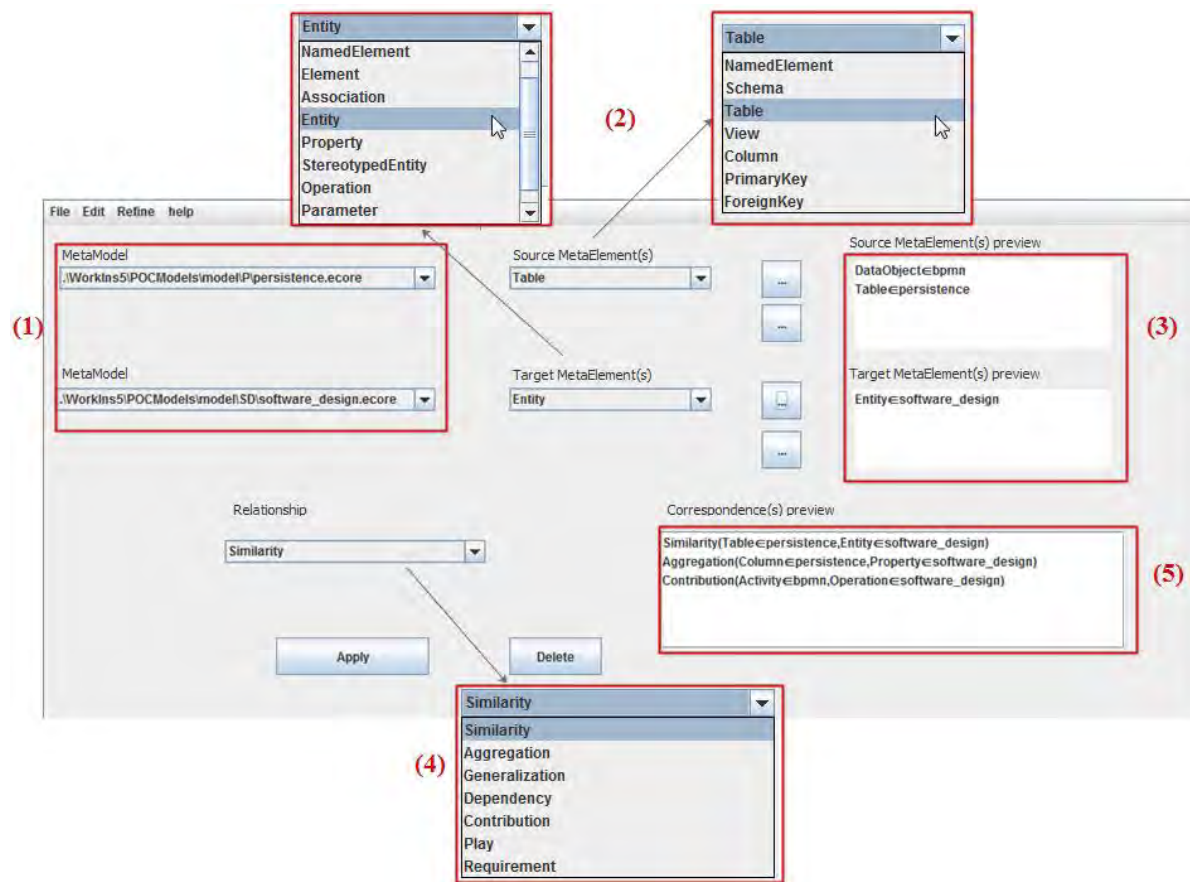 Entity
NamedElement
Element
Association
Entity
Property
StereotypedEntity
Operation
Parameter
(2)
Table
NamedElement
Schema
Table
View
Column
PrimaryKey
ForeignKey
File Edit Refine help
MetaModel
.\WorkIns5\POCModels\model\P\persistence.ecore
(1)
MetaModel
.\WorkIns5\POCModels\model\SD\software_design.ecore
Source MetaElement(s)
Table
...
...
Target MetaElement(s)
Entity
...
...
Source MetaElement(s) preview
DataObject∈bpmn
Table∈persistence
(3)
Target MetaElement(s) preview
Entity∈software_design
Relationship
Similarity
Correspondence(s) preview
Similarity(Table∈persistence,Entity∈software_design)
Aggregation(Column∈persistence,Property∈software_design)
Contribution(Activity∈bpmn,Operation∈software_design)
(5)
Apply
Delete
(4)
Similarity
Similarity
Aggregation
Generalization
Dependency
Contribution
Play
Requirement